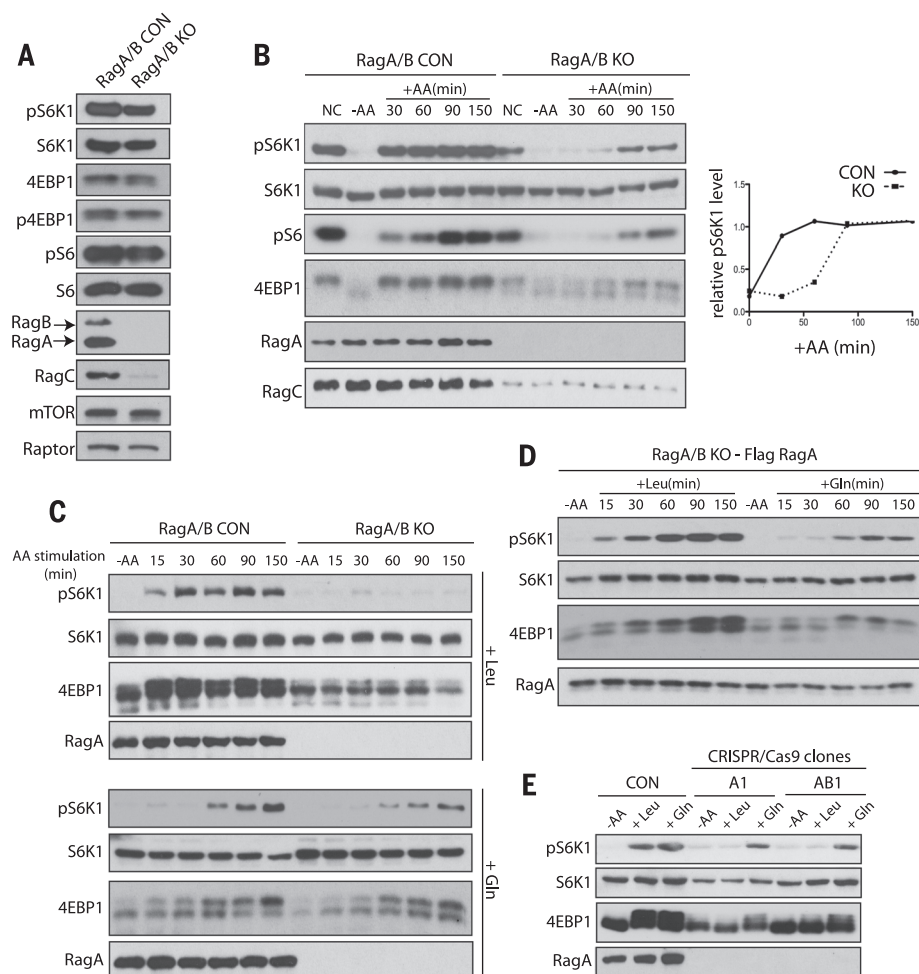 A
RagA/B CON
RagA/B KO
pS6K1
S6K1
4EBP1
p4EBP1
pS6
S6
RagB
RagA
RagC
mTOR
Raptor
B
RagA/B CON RagA/B KO
+AA(min) +AA(min)
NC -AA 30 60 90 150 NC -AA 30 60 90 150
pS6K1
S6K1
pS6
4EBP1
RagA
RagC
CON
KO
relative pS6K1 level
1.5
1.0
0.5
0.0
0 50 100 150
+AA (min)
C
RagA/B CON RagA/B KO
AA stimulation
(min)
-AA 15 30 60 90 150 -AA 15 30 60 90 150
pS6K1
S6K1
4EBP1
RagA
+ Leu
pS6K1
S6K1
4EBP1
RagA
+ Gln
D
RagA/B KO - Flag RagA
+Leu(min) +Gln(min)
-AA 15 30 60 90 150 -AA 15 30 60 90 150
pS6K1
S6K1
4EBP1
RagA
E
CRISPR/Cas9 clones
CON A1 AB1
-AA + Leu + Gln -AA + Leu + Gln -AA + Leu + Gln
pS6K1
S6K1
4EBP1
RagA